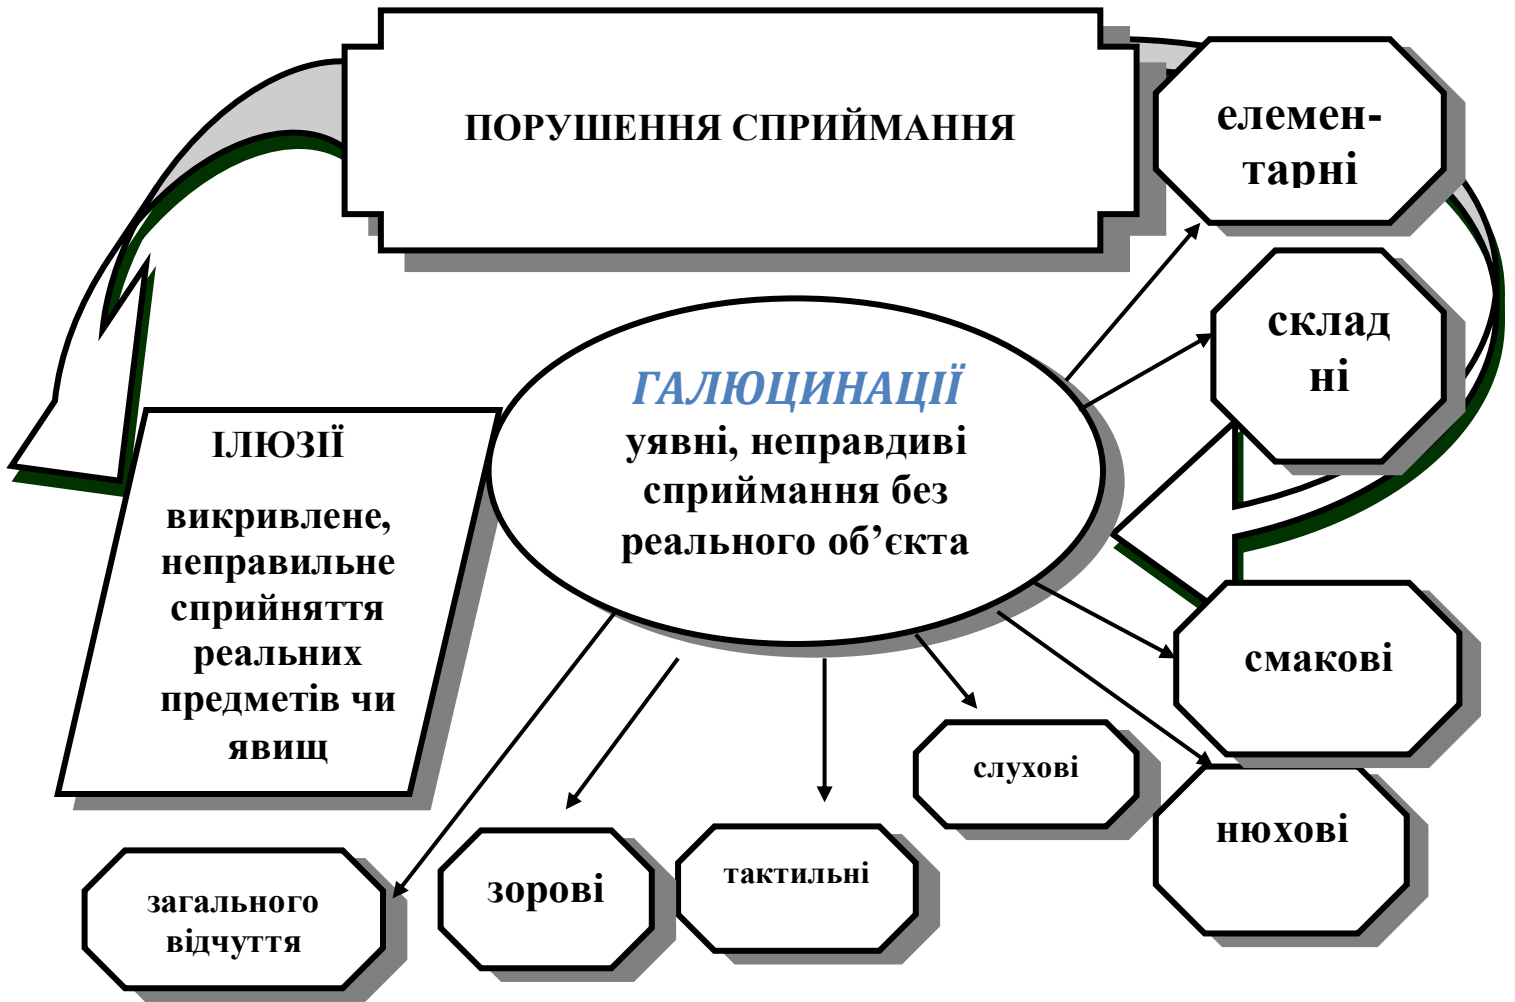 ПОРУШЕННЯ СПРИЙМАННЯ
елемен-
тарні
склад
ні
ГАЛЮЦИНАЦІЇ
уявні, неправдиві
сприймання без
реального об’єкта
ІЛЮЗІЇ
викривлене,
неправильне
сприйняття
реальних
предметів чи
явищ
смакові
слухові
нюхові
тактильні
зорові
загального
відчуття